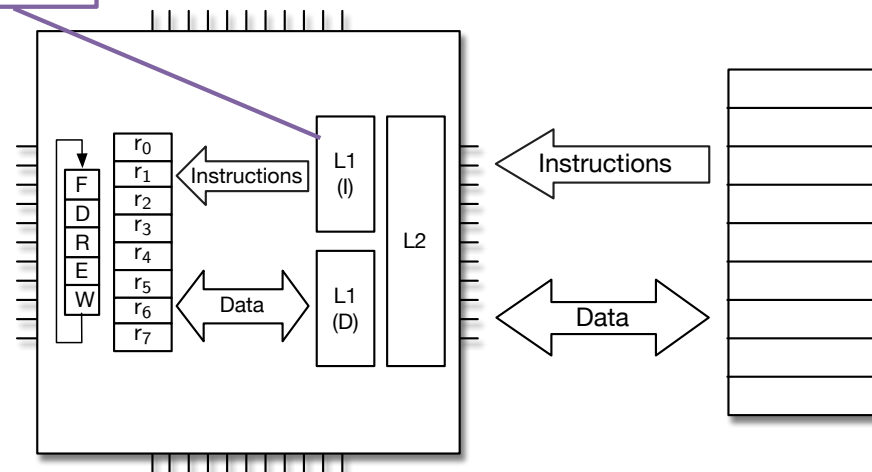 F
D
R
E
W
r0
r1
r2
r3
r4
r5
r6
r7
Instructions
Data
L1
(I)
L1
(D)
L2
Instructions
Data